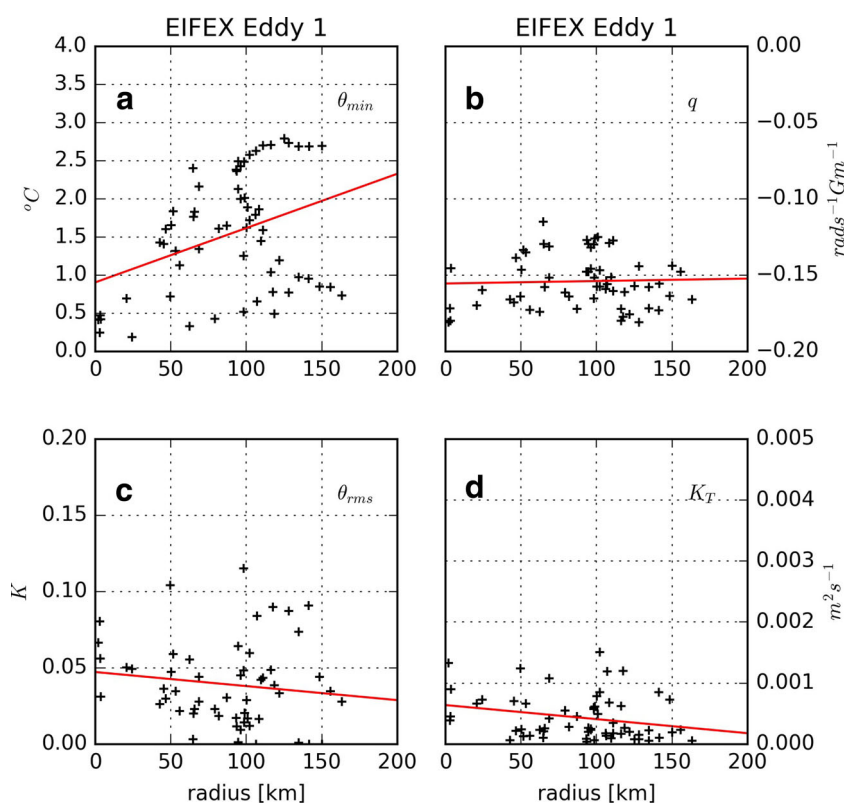 EIFEX Eddy 1
EIFEX Eddy 1
4.0
3.5
3.0
2.5
2.0
1.5
1.0
0.5
0.0
°C
a
θmin
0
50
100
150
200
b
q
0.00
−0.05
−0.10
−0.15
−0.20
rads⁻¹Gm⁻¹
0
50
100
150
200
0.20
0.15
0.10
0.05
0.00
K
c
θrms
0
50
100
150
200
radius [km]
d
K_T
0.005
0.004
0.003
0.002
0.001
0.000
m²s⁻¹
0
50
100
150
200
radius [km]